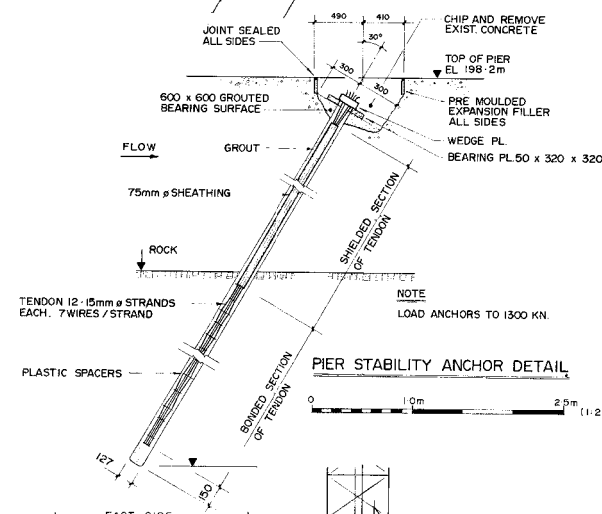 490
410
30°
300
300
JOINT SEALED
ALL SIDES
CHIP AND REMOVE
EXIST. CONCRETE
TOP OF PIER
EL 198·2m
600 x 600 GROUTED
BEARING SURFACE
PRE MOULDED
EXPANSION FILLER
ALL SIDES
WEDGE PL.
BEARING PL. 50 x 320 x 320
FLOW
GROUT
75mm ø SHEATHING
SHIELDED SECTION
OF TENDON
ROCK
TENDON 12·15mm ø STRANDS
EACH. 7 WIRES / STRAND
NOTE
LOAD ANCHORS TO 1300 KN.
PLASTIC SPACERS
BONDED SECTION
OF TENDON
PIER STABILITY ANCHOR DETAIL
0
1·0m
2·5m
(1:2
127
150
EAST SIDE